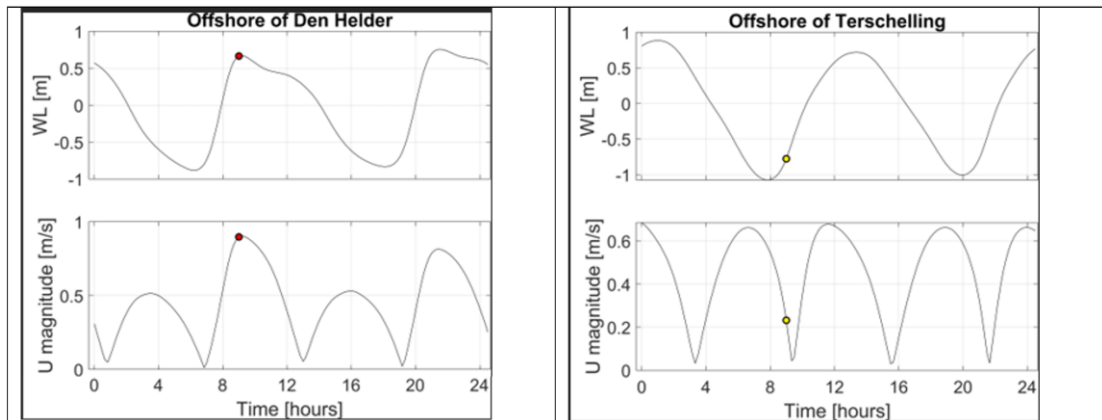 Offshore of Den Helder
1
0.5
0
-0.5
-1
WL [m]
1
0.5
0
U magnitude [m/s]
0 4 8 12 16 20 24
Time [hours]
Offshore of Terschelling
1
0.5
0
-0.5
-1
WL [m]
0.6
0.4
0.2
0
U magnitude [m/s]
0 4 8 12 16 20 24
Time [hours]